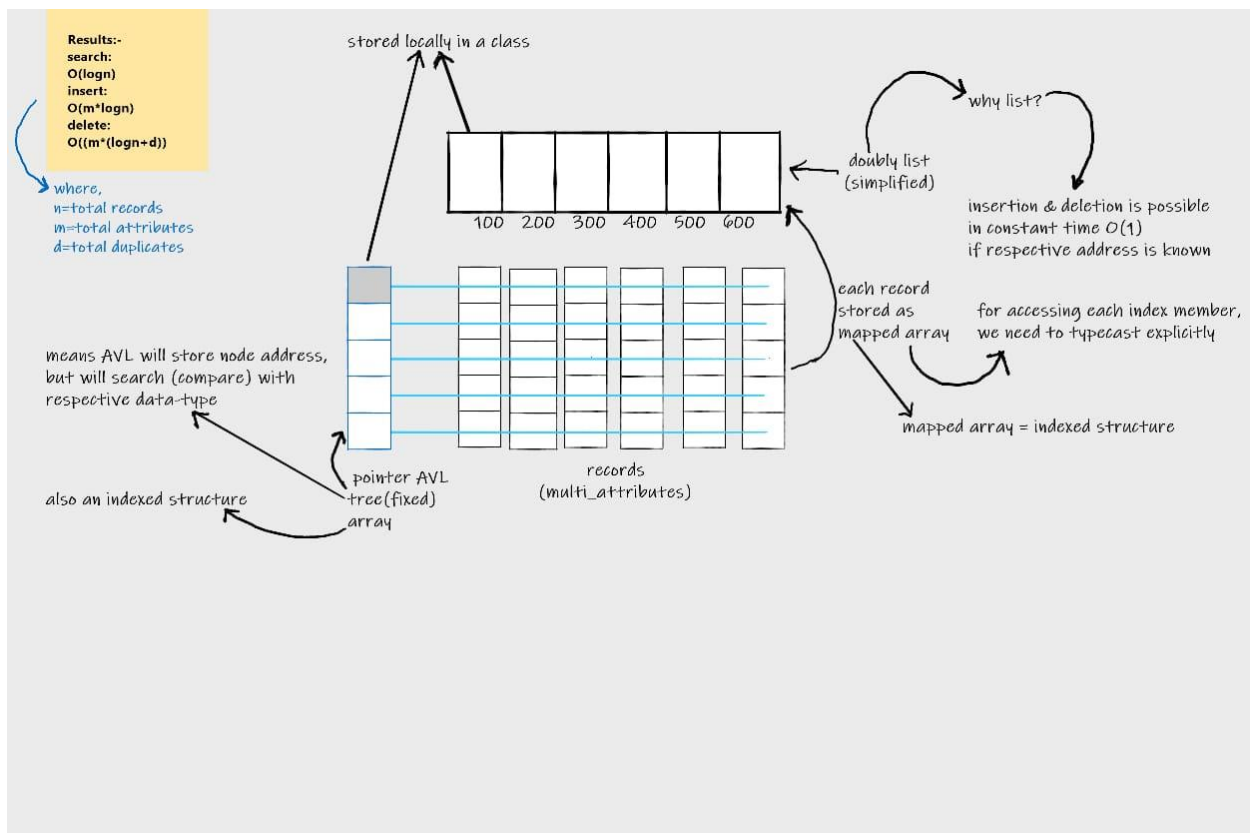 Results:-
search:
O(logn)
insert:
O(m*logn)
delete:
O((m*(logn+d))
where,
n=total records
m=total attributes
d=total duplicates
stored locally in a class
100 200 300 400 500 600
doubly list
(simplified)
why list?
insertion & deletion is possible
in constant time O(1)
if respective address is known
each record
stored as
mapped array
for accessing each index member,
we need to typecast explicitly
mapped array = indexed structure
means AVL will store node address,
but will search (compare) with
respective data-type
also an indexed structure
pointer AVL
tree(fixed)
array
records
(multi_attributes)